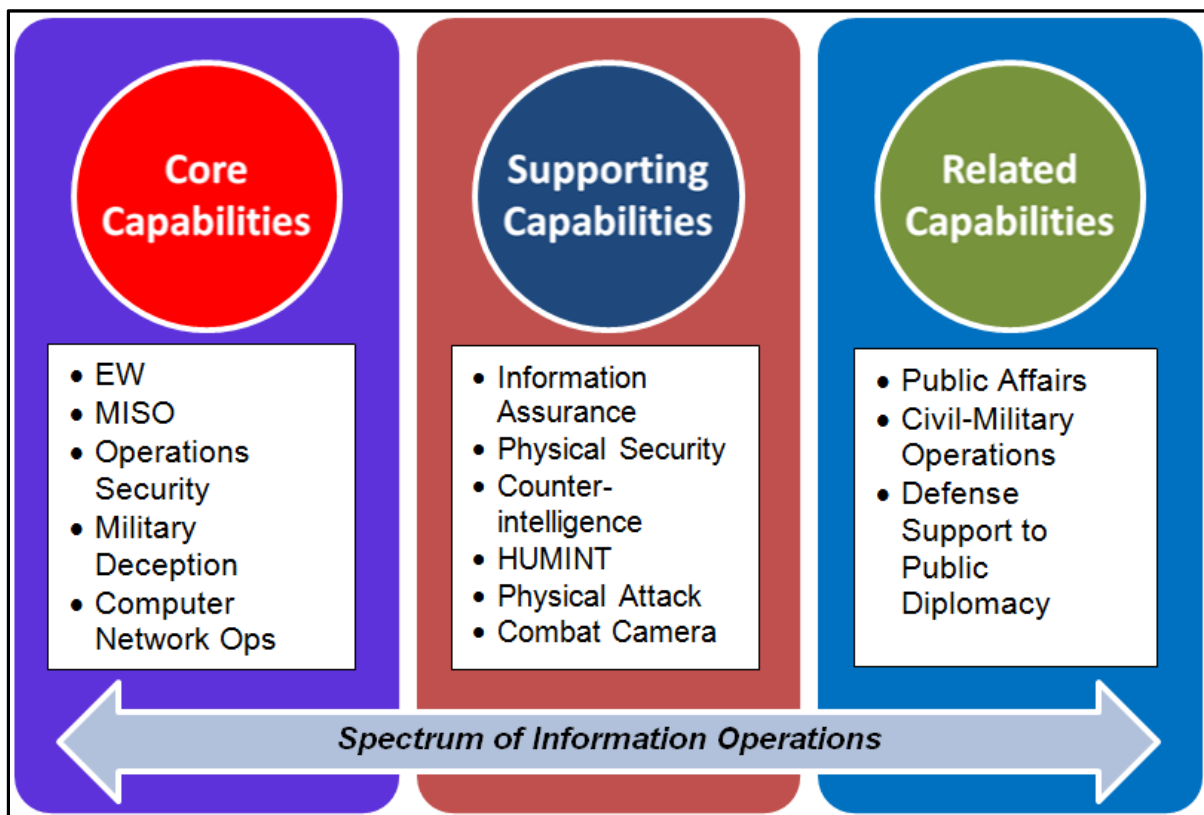 Core
Capabilities
• EW
• MISO
• Operations
Security
• Military
Deception
• Computer
Network Ops
Supporting
Capabilities
• Information
Assurance
• Physical Security
• Counter-
intelligence
• HUMINT
• Physical Attack
• Combat Camera
Related
Capabilities
• Public Affairs
• Civil-Military
Operations
• Defense
Support to
Public
Diplomacy
Spectrum of Information Operations